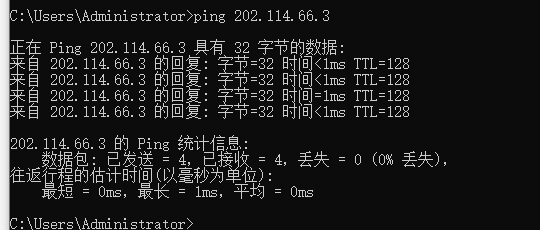 C:\Users\Administrator>ping 202.114.66.3
正在 Ping 202.114.66.3 具有 32 字节的数据:
来自 202.114.66.3 的回复: 字节=32 时间<1ms TTL=128
来自 202.114.66.3 的回复: 字节=32 时间<1ms TTL=128
来自 202.114.66.3 的回复: 字节=32 时间=1ms TTL=128
来自 202.114.66.3 的回复: 字节=32 时间<1ms TTL=128
202.114.66.3 的 Ping 统计信息:
数据包: 已发送 = 4, 已接收 = 4, 丢失 = 0 (0% 丢失),
往返行程的估计时间(以毫秒为单位):
最短 = 0ms, 最长 = 1ms, 平均 = 0ms
C:\Users\Administrator>